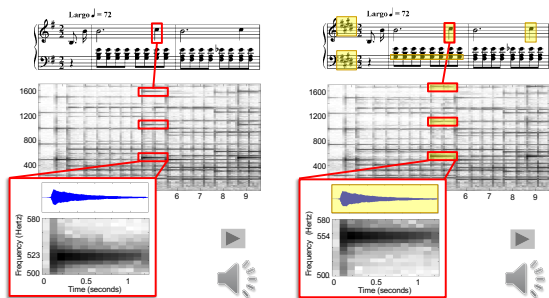 Largo ♩ = 72
1600
1200
800
400
6 7 8 9
580
523
500
Frequency (Hertz)
0.5 1
Time (seconds)
Largo ♩ = 72
1600
1200
800
400
6 7 8 9
580
554
500
Frequency (Hertz)
0.5 1
Time (seconds)